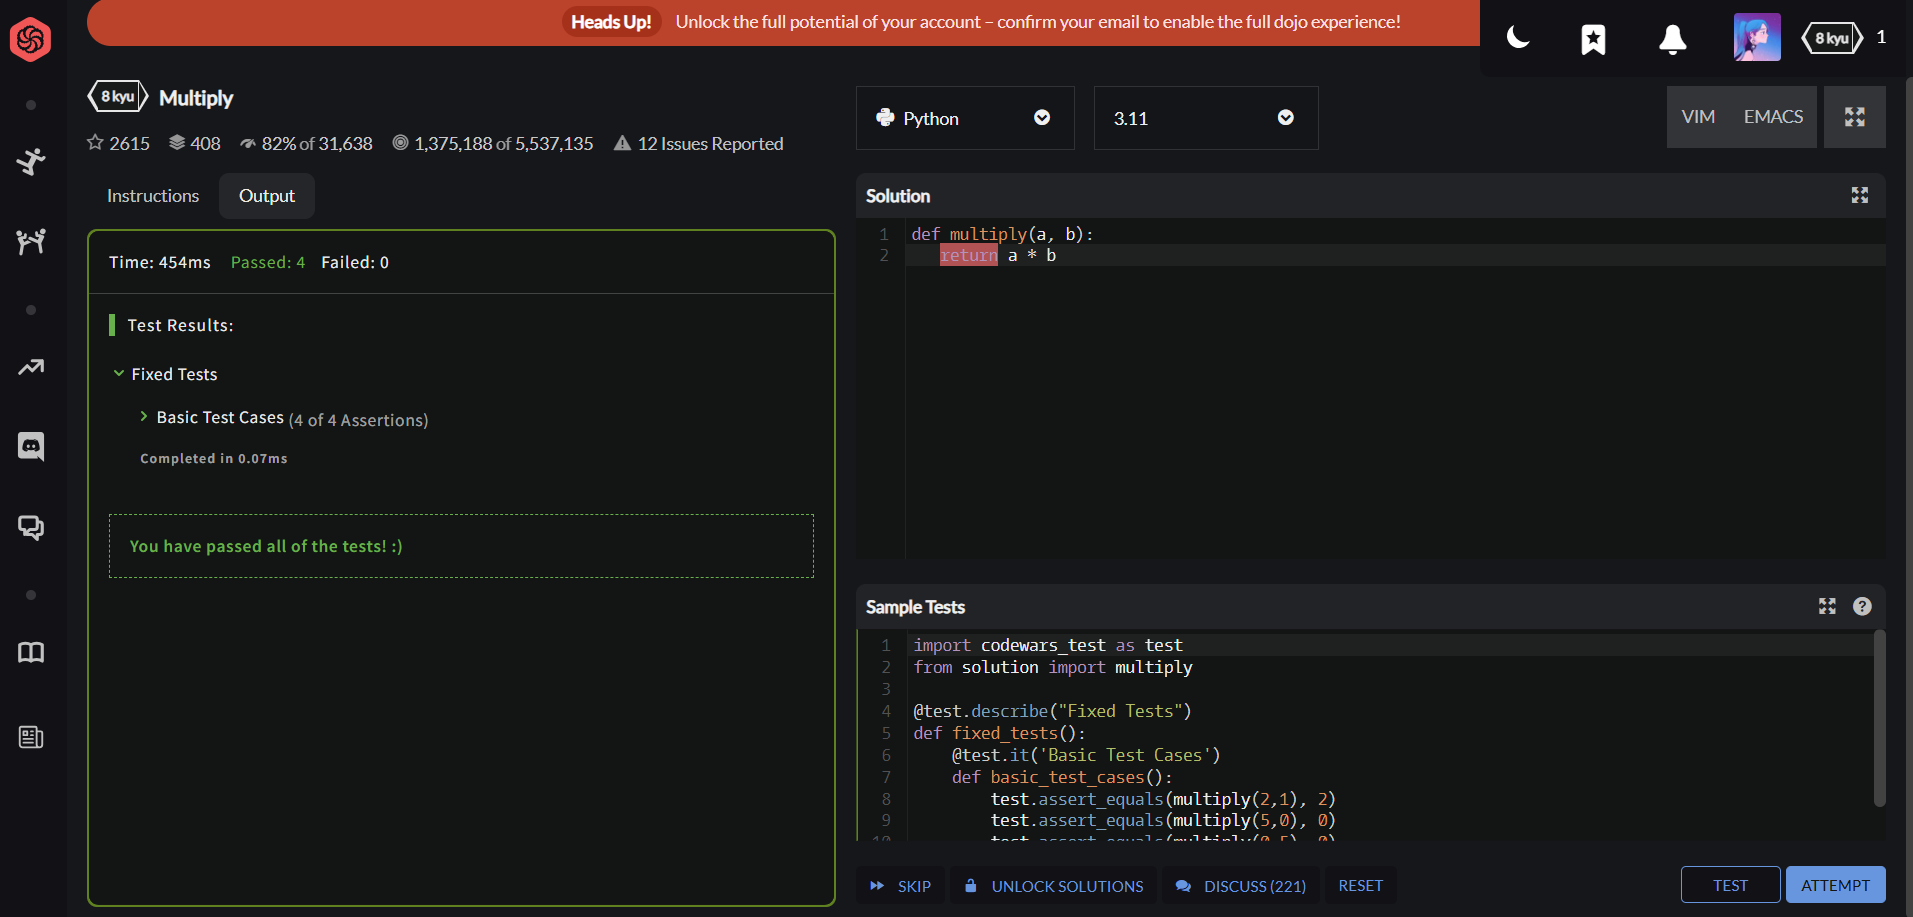 Heads Up! Unlock the full potential of your account – confirm your email to enable the full dojo experience!
8 kyu 1
8 kyu Multiply
2615 408 82% of 31,638 1,375,188 of 5,537,135 12 Issues Reported
Instructions Output
Time: 454ms Passed: 4 Failed: 0
Test Results:
Fixed Tests
Basic Test Cases (4 of 4 Assertions)
Completed in 0.07ms
You have passed all of the tests! :)
Python 3.11 VIM EMACS
Solution
1 def multiply(a, b):
2 return a * b
Sample Tests ?
1 import codewars_test as test
2 from solution import multiply
3
4 @test.describe("Fixed Tests")
5 def fixed_tests():
6 @test.it('Basic Test Cases')
7 def basic_test_cases():
8 test.assert_equals(multiply(2,1), 2)
9 test.assert_equals(multiply(5,0), 0)
10 test.assert_equals(multiply(0,5), 0)
SKIP UNLOCK SOLUTIONS DISCUSS (221) RESET TEST ATTEMPT